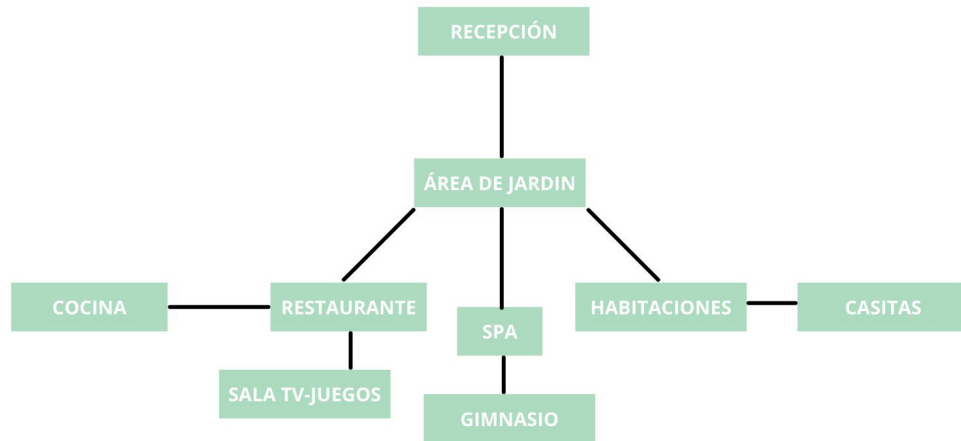 RECEPCIÓN
ÁREA DE JARDIN
COCINA
RESTAURANTE
SPA
HABITACIONES
CASITAS
SALA TV-JUEGOS
GIMNASIO